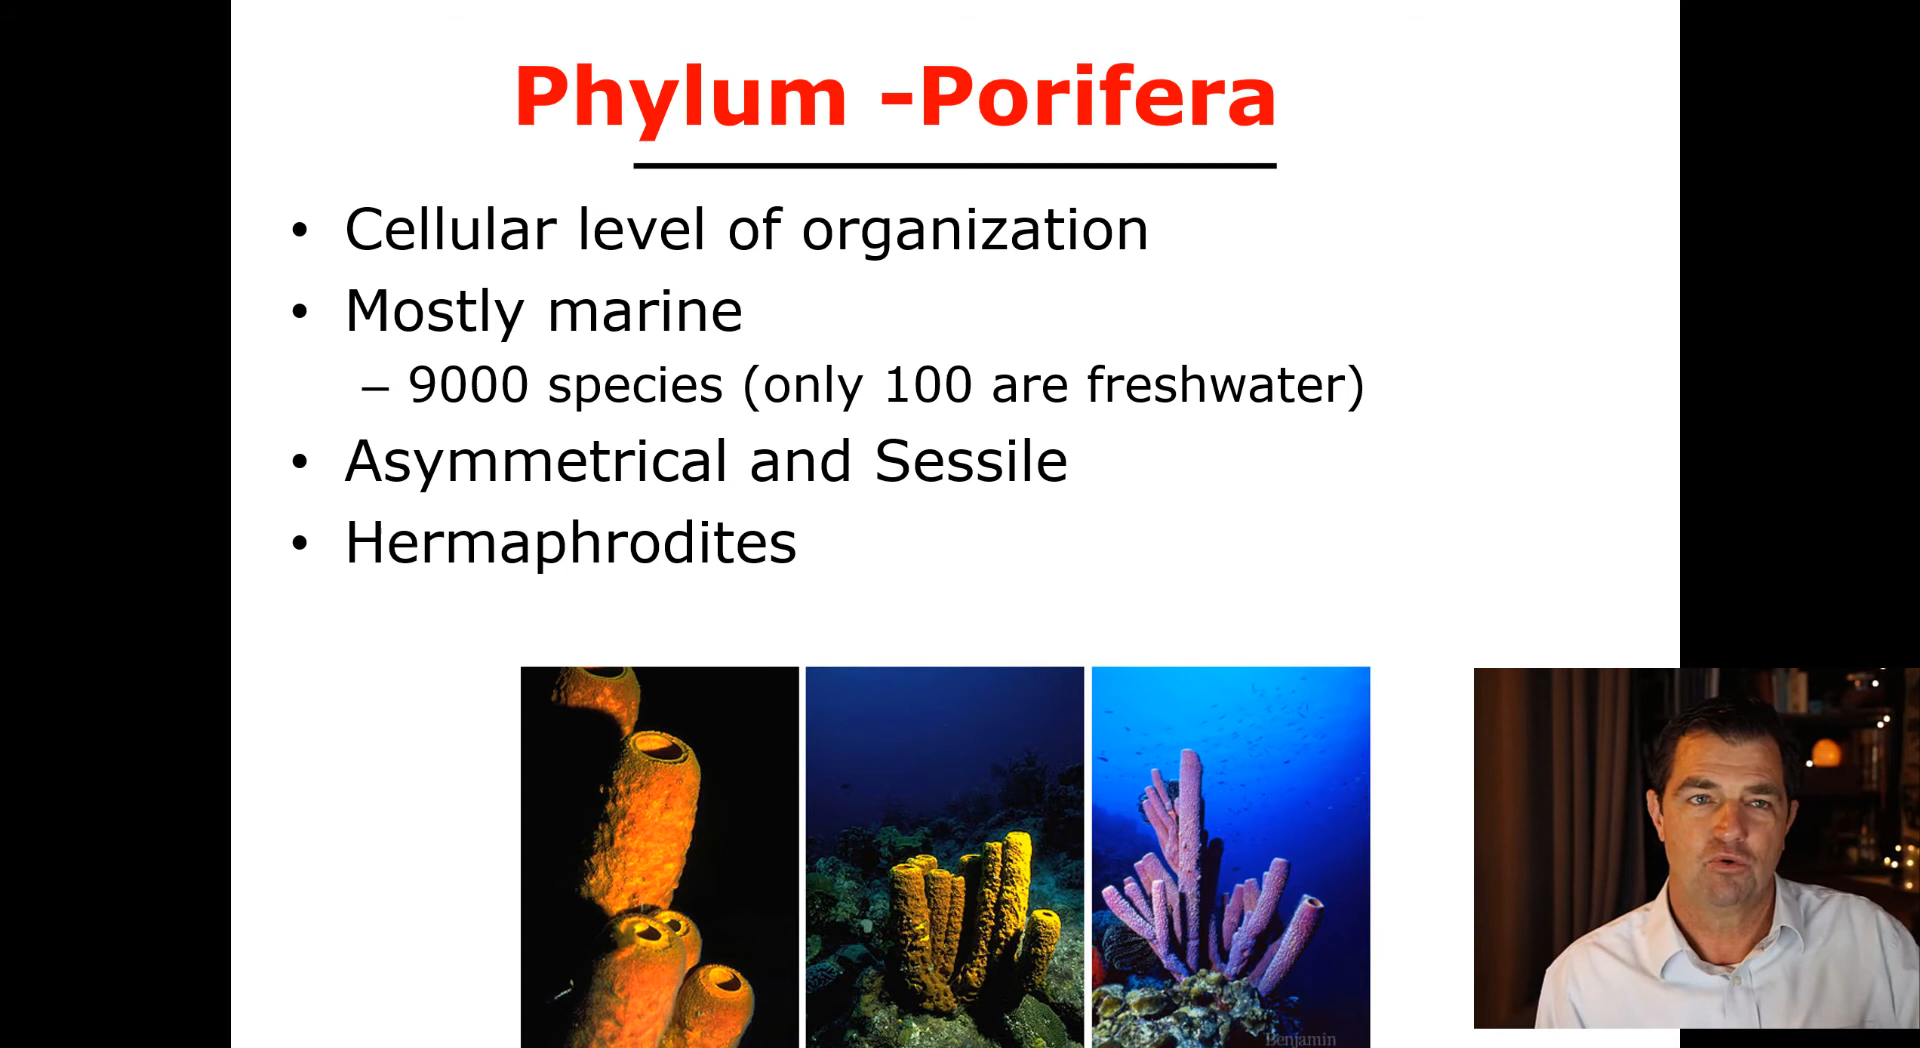 Phylum -Porifera
• Cellular level of organization
• Mostly marine
– 9000 species (only 100 are freshwater)
• Asymmetrical and Sessile
• Hermaphrodites
Benjamin